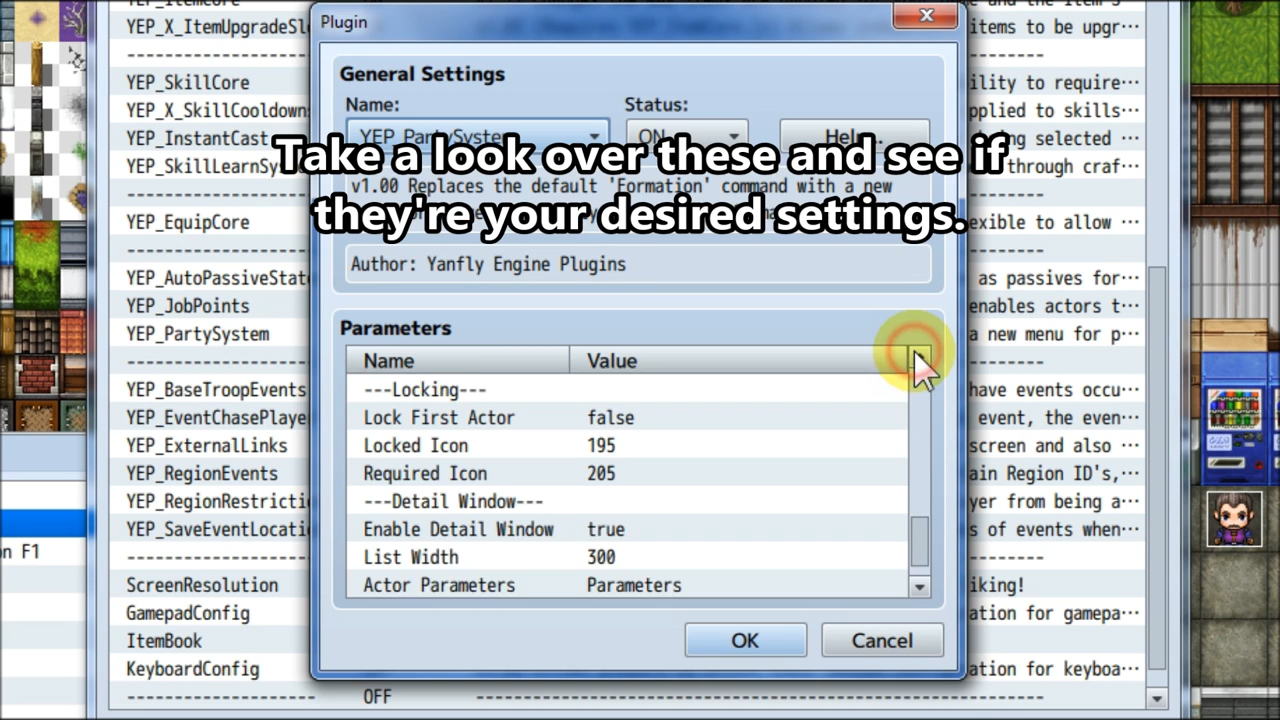 YEP_X_ItemUpgradeSl
items to be upgr···
YEP_SkillCore
ility to require···
YEP_X_SkillCooldown
pplied to skills···
YEP_InstantCast
ing selected
YEP_SkillLearnSy
through craf···
YEP_EquipCore
exible to allow
YEP_AutoPassiveState
as passives for···
YEP_JobPoints
enables actors t···
YEP_PartySystem
a new menu for p···
YEP_BaseTroopEvents
have events occu···
YEP_EventChasePlaye
event, the even···
YEP_ExternalLinks
screen and also
YEP_RegionEvents
ain Region ID's,···
YEP_RegionRestricti
yer from being a···
YEP_SaveEventLocati
s of events when···
ScreenResolution
iking!
GamepadConfig
ation for gamepa···
ItemBook
KeyboardConfig
ation for keyboa···
OFF
on F1
Plugin
General Settings
Name:
Status:
YEP_PartySystem
ON
Help...
Take a look over these and see if
they're your desired settings.
v1.00 Replaces the default 'Formation' command with a new
Author: Yanfly Engine Plugins
Parameters
Name Value
---Locking---
Lock First Actor false
Locked Icon 195
Required Icon 205
---Detail Window---
Enable Detail Window true
List Width 300
Actor Parameters Parameters
OK Cancel